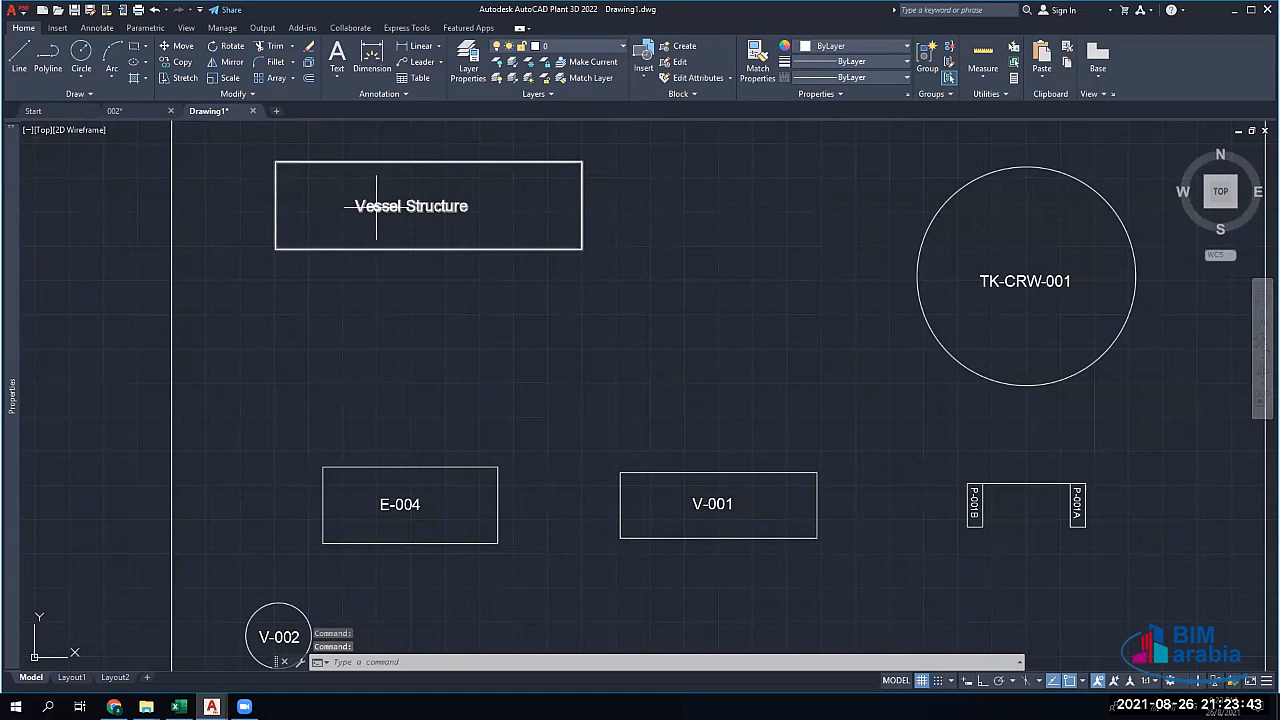 Share
Autodesk AutoCAD Plant 3D 2022 Drawing1.dwg
Type a keyword or phrase
Sign In
Home Insert Annotate Parametric View Manage Output Add-ins Collaborate Express Tools Featured Apps
Line Polyline Circle Arc
Move Rotate Trim
Copy Mirror Fillet
Stretch Scale Array
Text Dimension
Linear
Leader
Table
Layer Properties
0
Make Current
Match Layer
Insert
Create
Edit
Edit Attributes
Match Properties
ByLayer
ByLayer
ByLayer
Group
Measure
Paste
Base
Draw Modify Annotation Layers Block Properties Groups Utilities Clipboard View
Start 002* Drawing1*
[−][Top][2D Wireframe]
N
W TOP E
S
WCS
Vessel Structure
TK-CRW-001
Properties
E-004
V-001
P-001B
P-001A
V-002
Y
X
Command:
Command:
Type a command
BIM
arabia
Model Layout1 Layout2
MODEL
1:1
2021-08-26 21:23:43